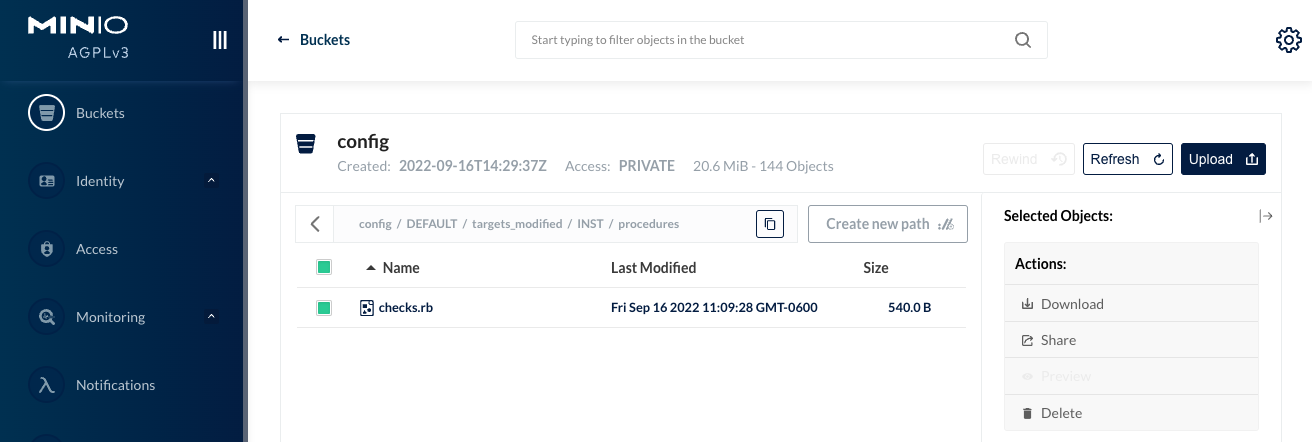 MINIO
AGPLv3
Buckets
Identity
Access
Monitoring
Notifications
← Buckets
Start typing to filter objects in the bucket
config
Created: 2022-09-16T14:29:37Z Access: PRIVATE 20.6 MiB - 144 Objects
Rewind Refresh Upload
config / DEFAULT / targets_modified / INST / procedures
Create new path
Name Last Modified Size
checks.rb Fri Sep 16 2022 11:09:28 GMT-0600 540.0 B
Selected Objects:
Actions:
Download
Share
Preview
Delete